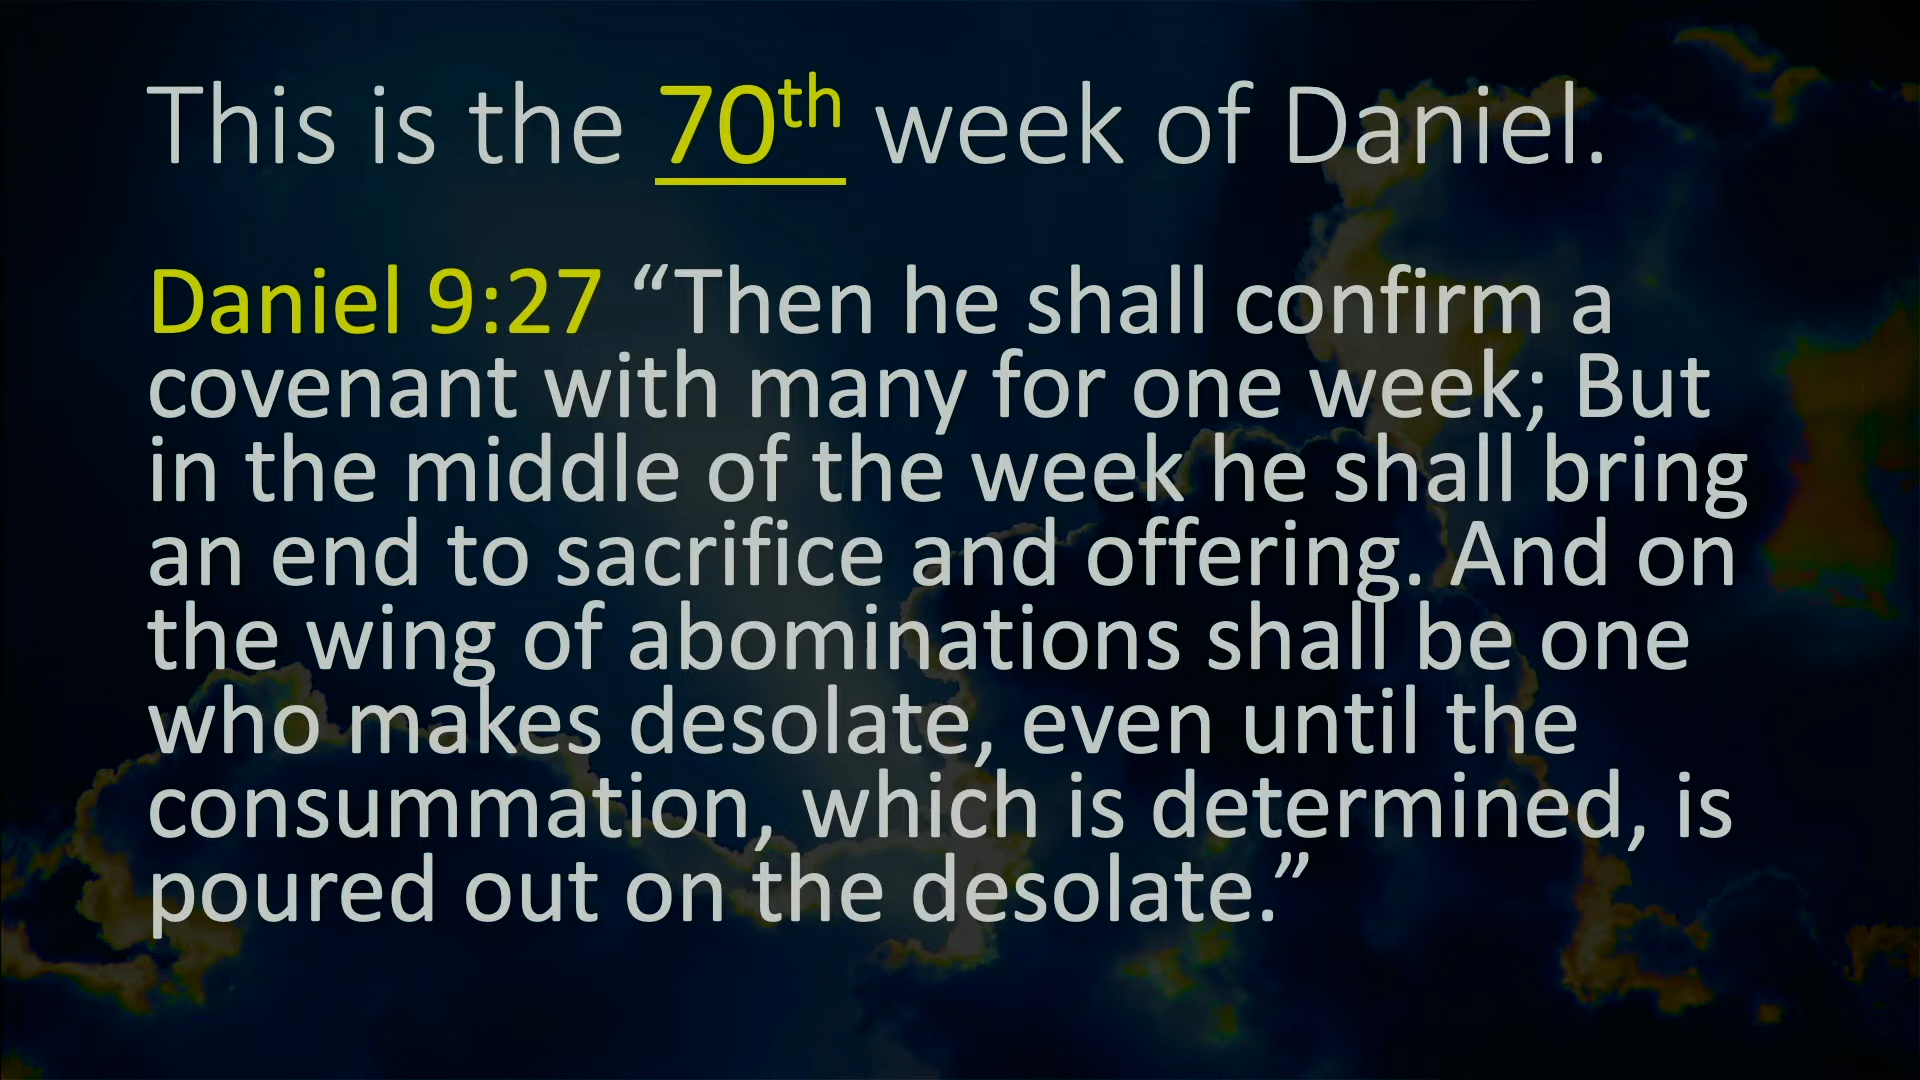 This is the 70th week of Daniel.
Daniel 9:27 “Then he shall confirm a
covenant with many for one week; But
in the middle of the week he shall bring
an end to sacrifice and offering. And on
the wing of abominations shall be one
who makes desolate, even until the
consummation, which is determined, is
poured out on the desolate.”